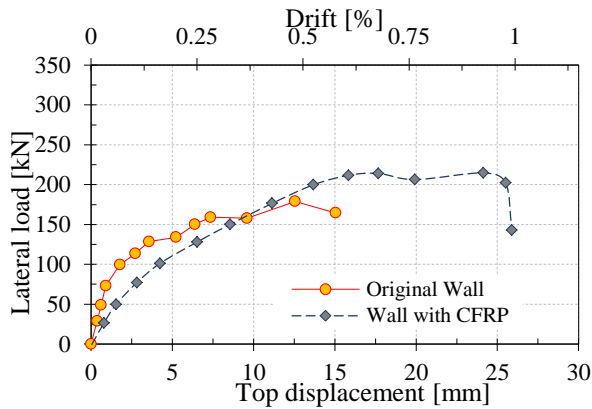 Drift [%]
0 0.25 0.5 0.75 1
350
300
250
200
150
100
50
0
Lateral load [kN]
Original Wall
Wall with CFRP
0 5 10 15 20 25 30
Top displacement [mm]